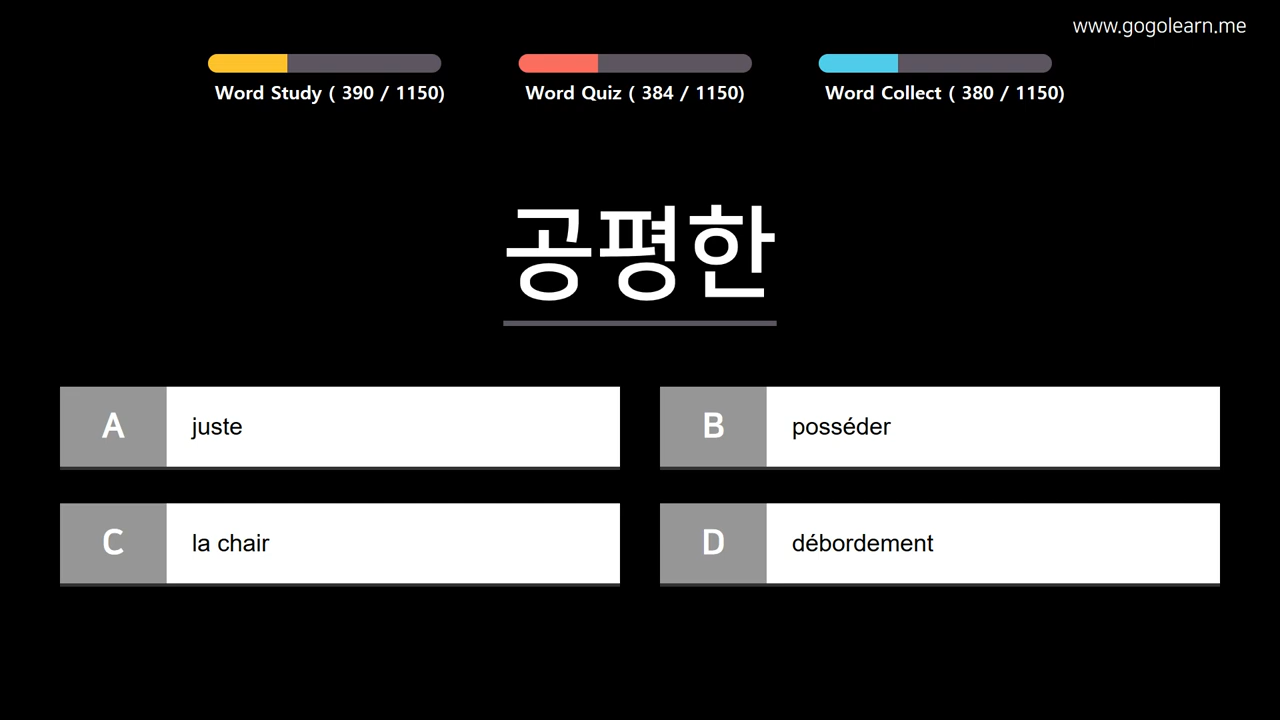 www.gogolearn.me
Word Study ( 390 / 1150)
Word Quiz ( 384 / 1150)
Word Collect ( 380 / 1150)
공평한
A juste
B posséder
C la chair
D débordement